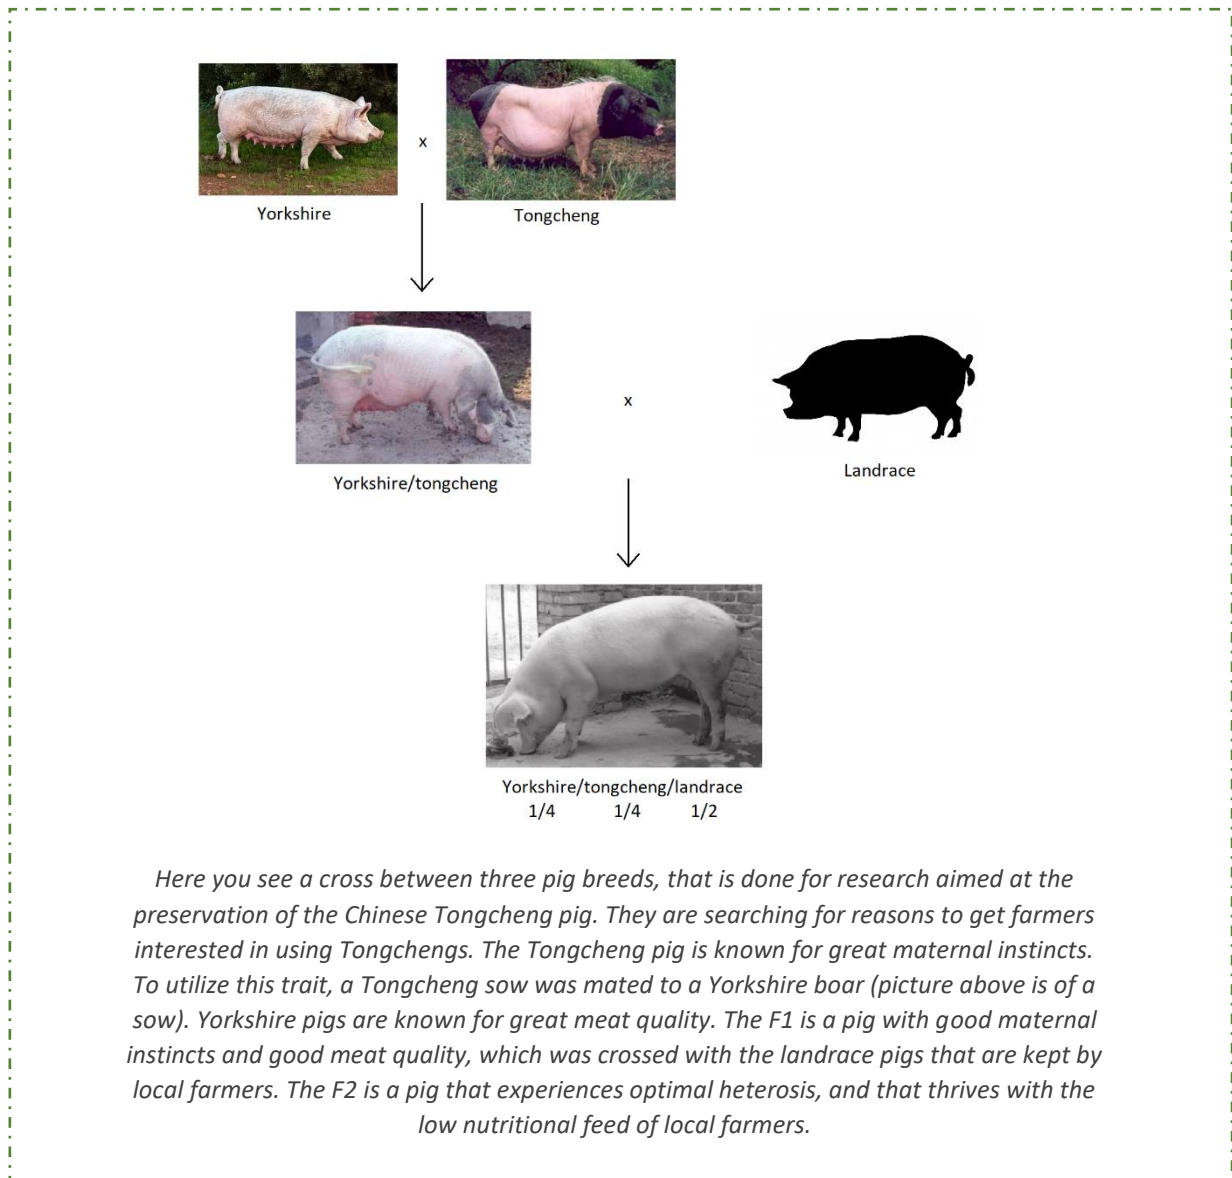 x
Yorkshire
Tongcheng
x
Yorkshire/tongcheng
Landrace
Yorkshire/tongcheng/landrace
1/4 1/4 1/2
Here you see a cross between three pig breeds, that is done for research aimed at the
preservation of the Chinese Tongcheng pig. They are searching for reasons to get farmers
interested in using Tongchengs. The Tongcheng pig is known for great maternal instincts.
To utilize this trait, a Tongcheng sow was mated to a Yorkshire boar (picture above is of a
sow). Yorkshire pigs are known for great meat quality. The F1 is a pig with good maternal
instincts and good meat quality, which was crossed with the landrace pigs that are kept by
local farmers. The F2 is a pig that experiences optimal heterosis, and that thrives with the
low nutritional feed of local farmers.